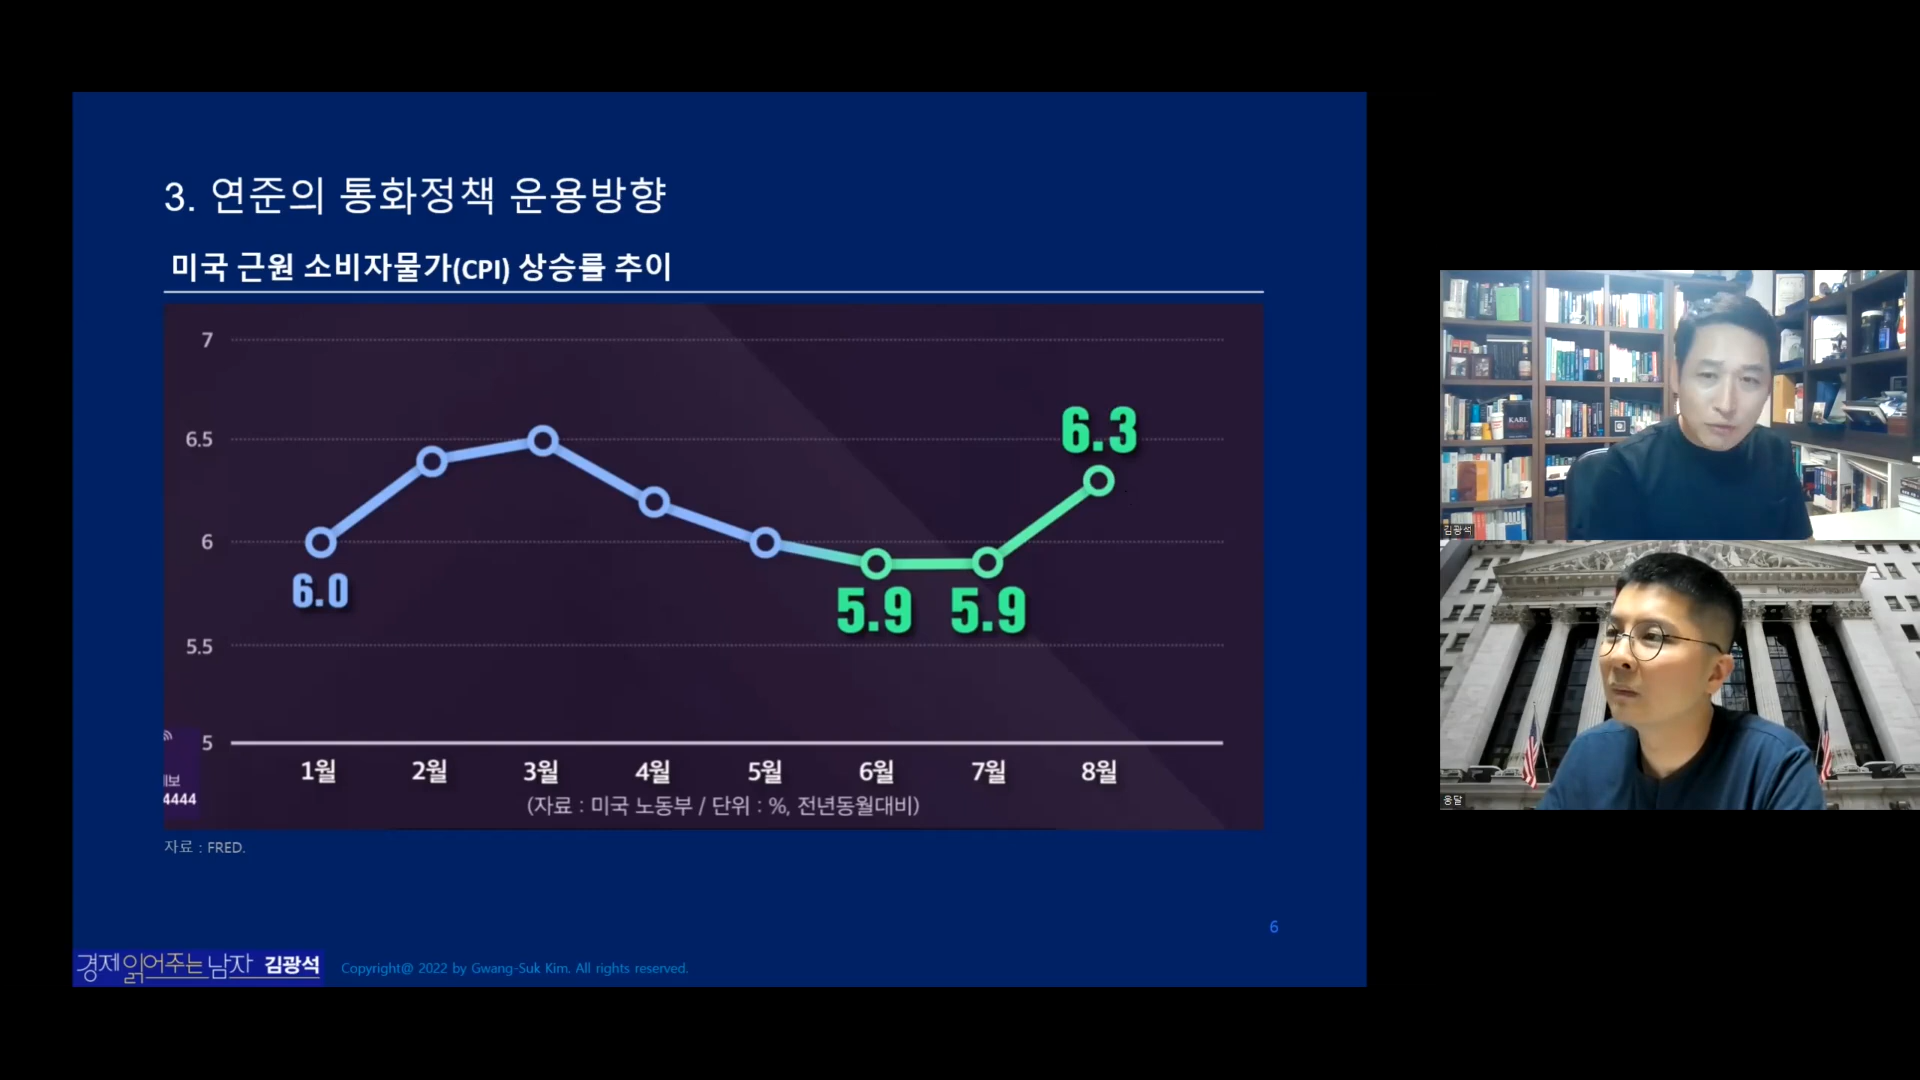 3. 연준의 통화정책 운용방향
미국 근원 소비자물가(CPI) 상승률 추이
7
6.5
6
5.5
5
6.0
5.9
5.9
6.3
1월 2월 3월 4월 5월 6월 7월 8월
(자료 : 미국 노동부 / 단위 : %, 전년동월대비)
4444
자료 : FRED.
6
경제읽어주는남자 김광석
Copyright@ 2022 by Gwang-Suk Kim. All rights reserved.
KARL
김광석